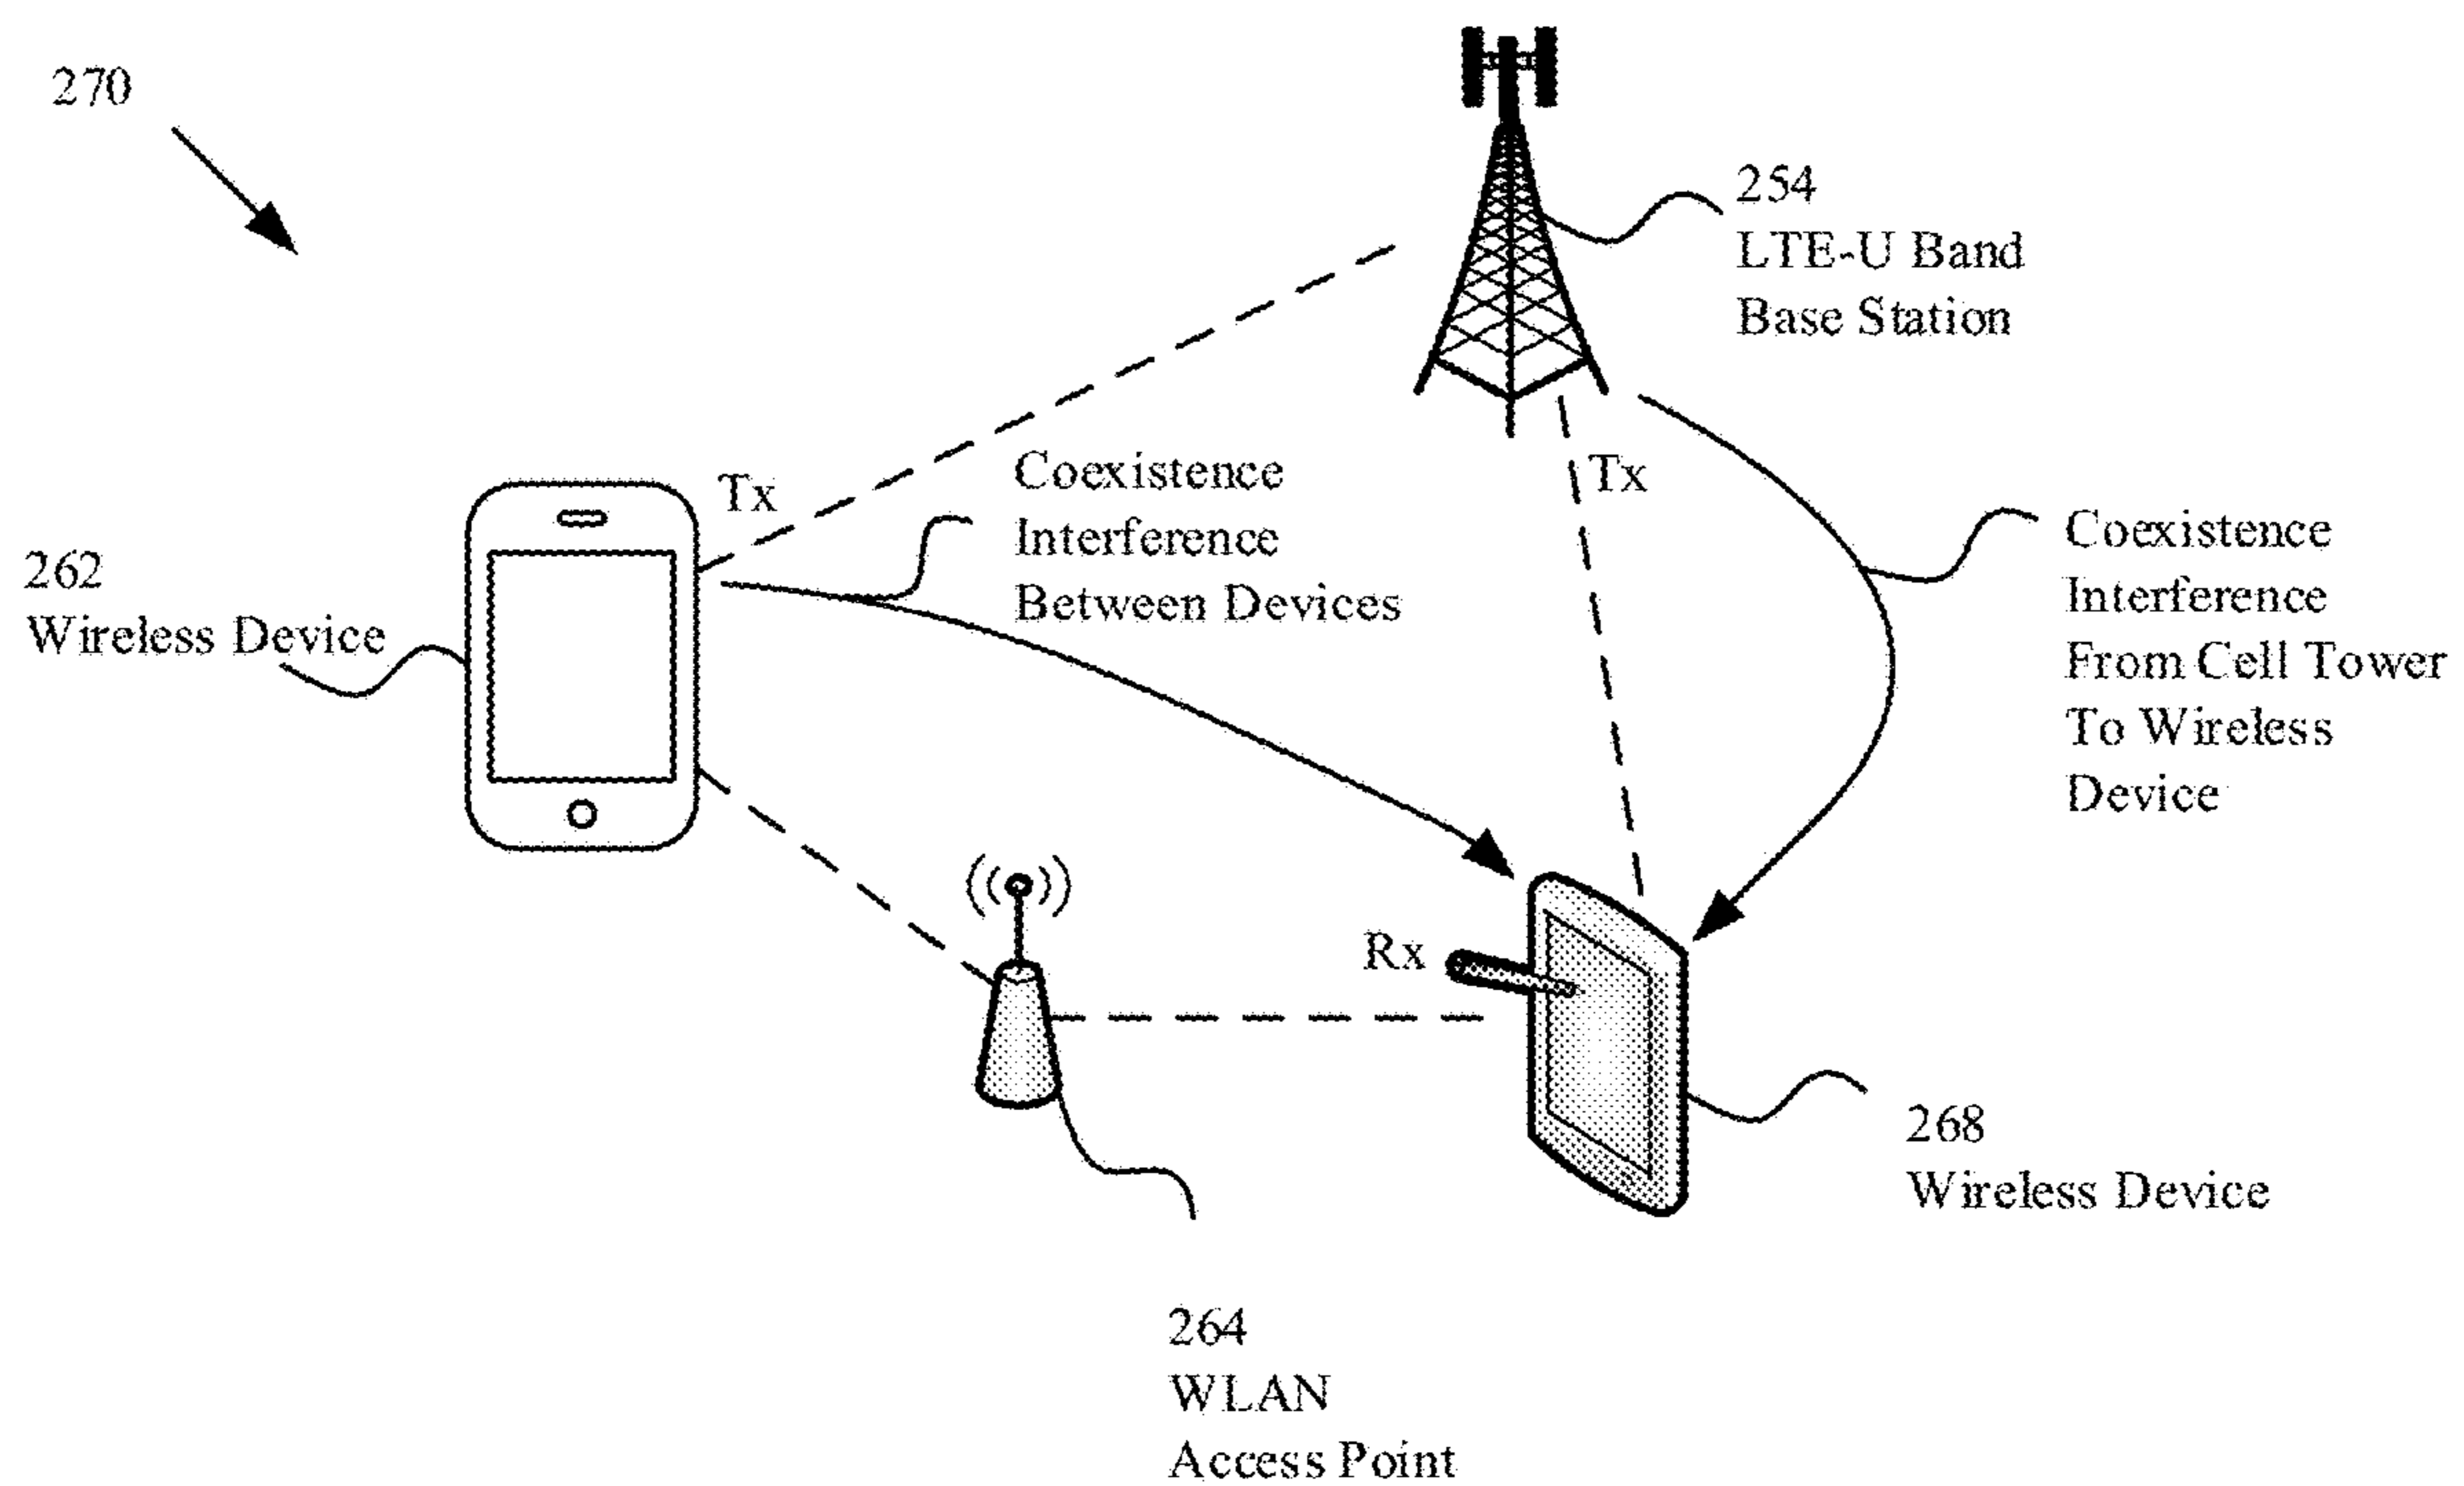 270
254
LTE-U Band
Base Station
Tx
Coexistence
Interference
Between Devices
Tx
Coexistence
Interference
From Cell Tower
To Wireless
Device
262
Wireless Device
Rx
268
Wireless Device
264
WLAN
Access Point